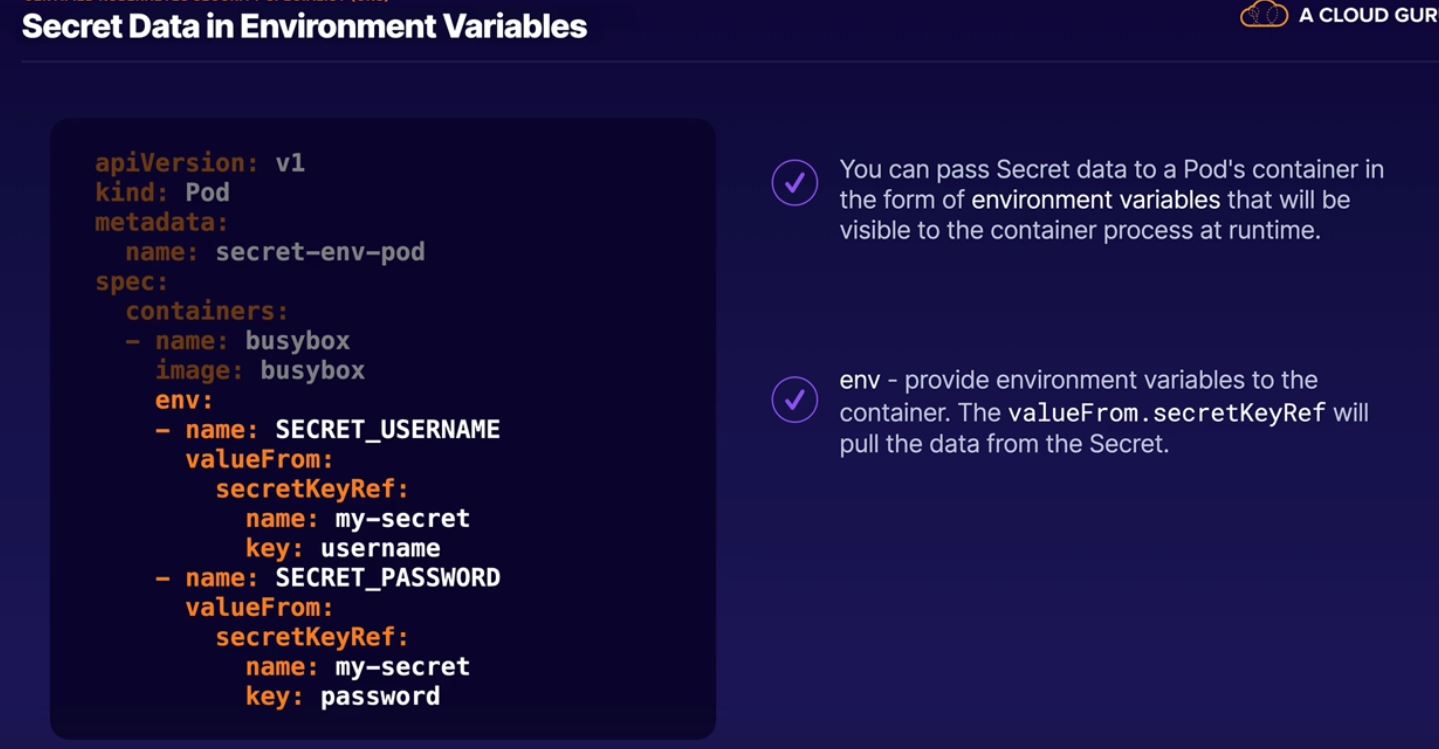 Secret Data in Environment Variables
A CLOUD GUR
apiVersion: v1
kind: Pod
metadata:
  name: secret-env-pod
spec:
  containers:
  - name: busybox
    image: busybox
    env:
    - name: SECRET_USERNAME
      valueFrom:
        secretKeyRef:
          name: my-secret
          key: username
    - name: SECRET_PASSWORD
      valueFrom:
        secretKeyRef:
          name: my-secret
          key: password
You can pass Secret data to a Pod's container in
the form of environment variables that will be
visible to the container process at runtime.
env - provide environment variables to the
container. The valueFrom.secretKeyRef will
pull the data from the Secret.